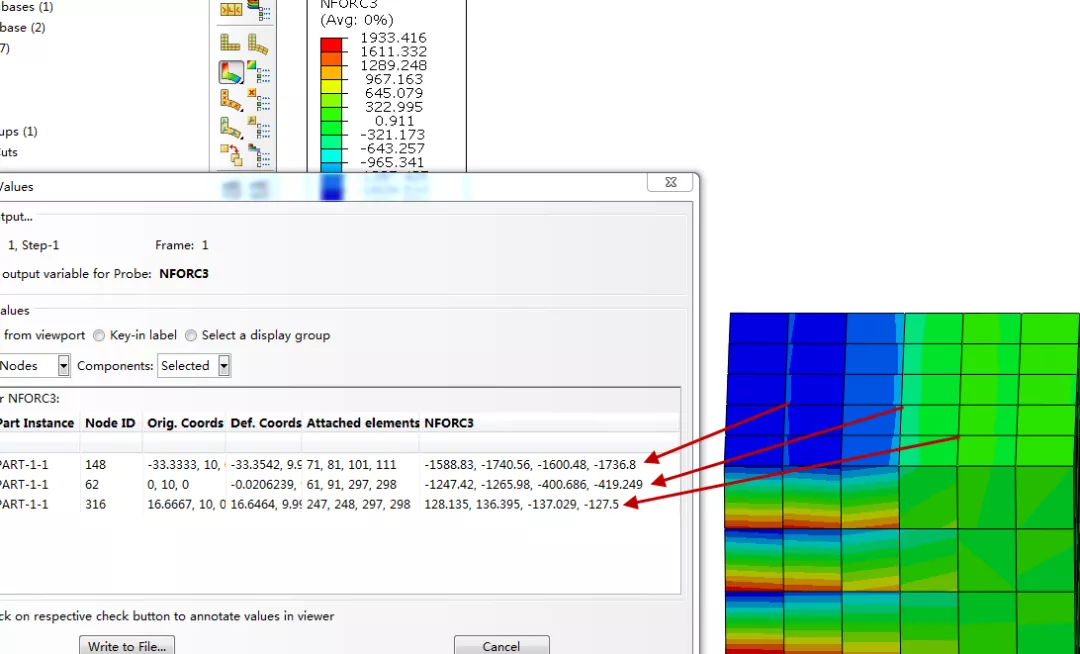 bases (1)
base (2)
7)
ups (1)
Cuts
NFORC3
(Avg: 0%)
1933.416
1611.332
1289.248
967.163
645.079
322.995
0.911
-321.173
-643.257
-965.341
Values
tput...
1, Step-1 Frame: 1
output variable for Probe: NFORC3
alues
from viewport Key-in label Select a display group
Nodes Components: Selected
r NFORC3:
Part Instance Node ID Orig. Coords Def. Coords Attached elements NFORC3
PART-1-1 148 -33.3333, 10, -33.3542, 9.9 71, 81, 101, 111 -1588.83, -1740.56, -1600.48, -1736.8
PART-1-1 62 0, 10, 0 -0.0206239, 61, 91, 297, 298 -1247.42, -1265.98, -400.686, -419.249
PART-1-1 316 16.6667, 10, 0 16.6464, 9.99 247, 248, 297, 298 128.135, 136.395, -137.029, -127.5
ck on respective check button to annotate values in viewer
Write to File... Cancel